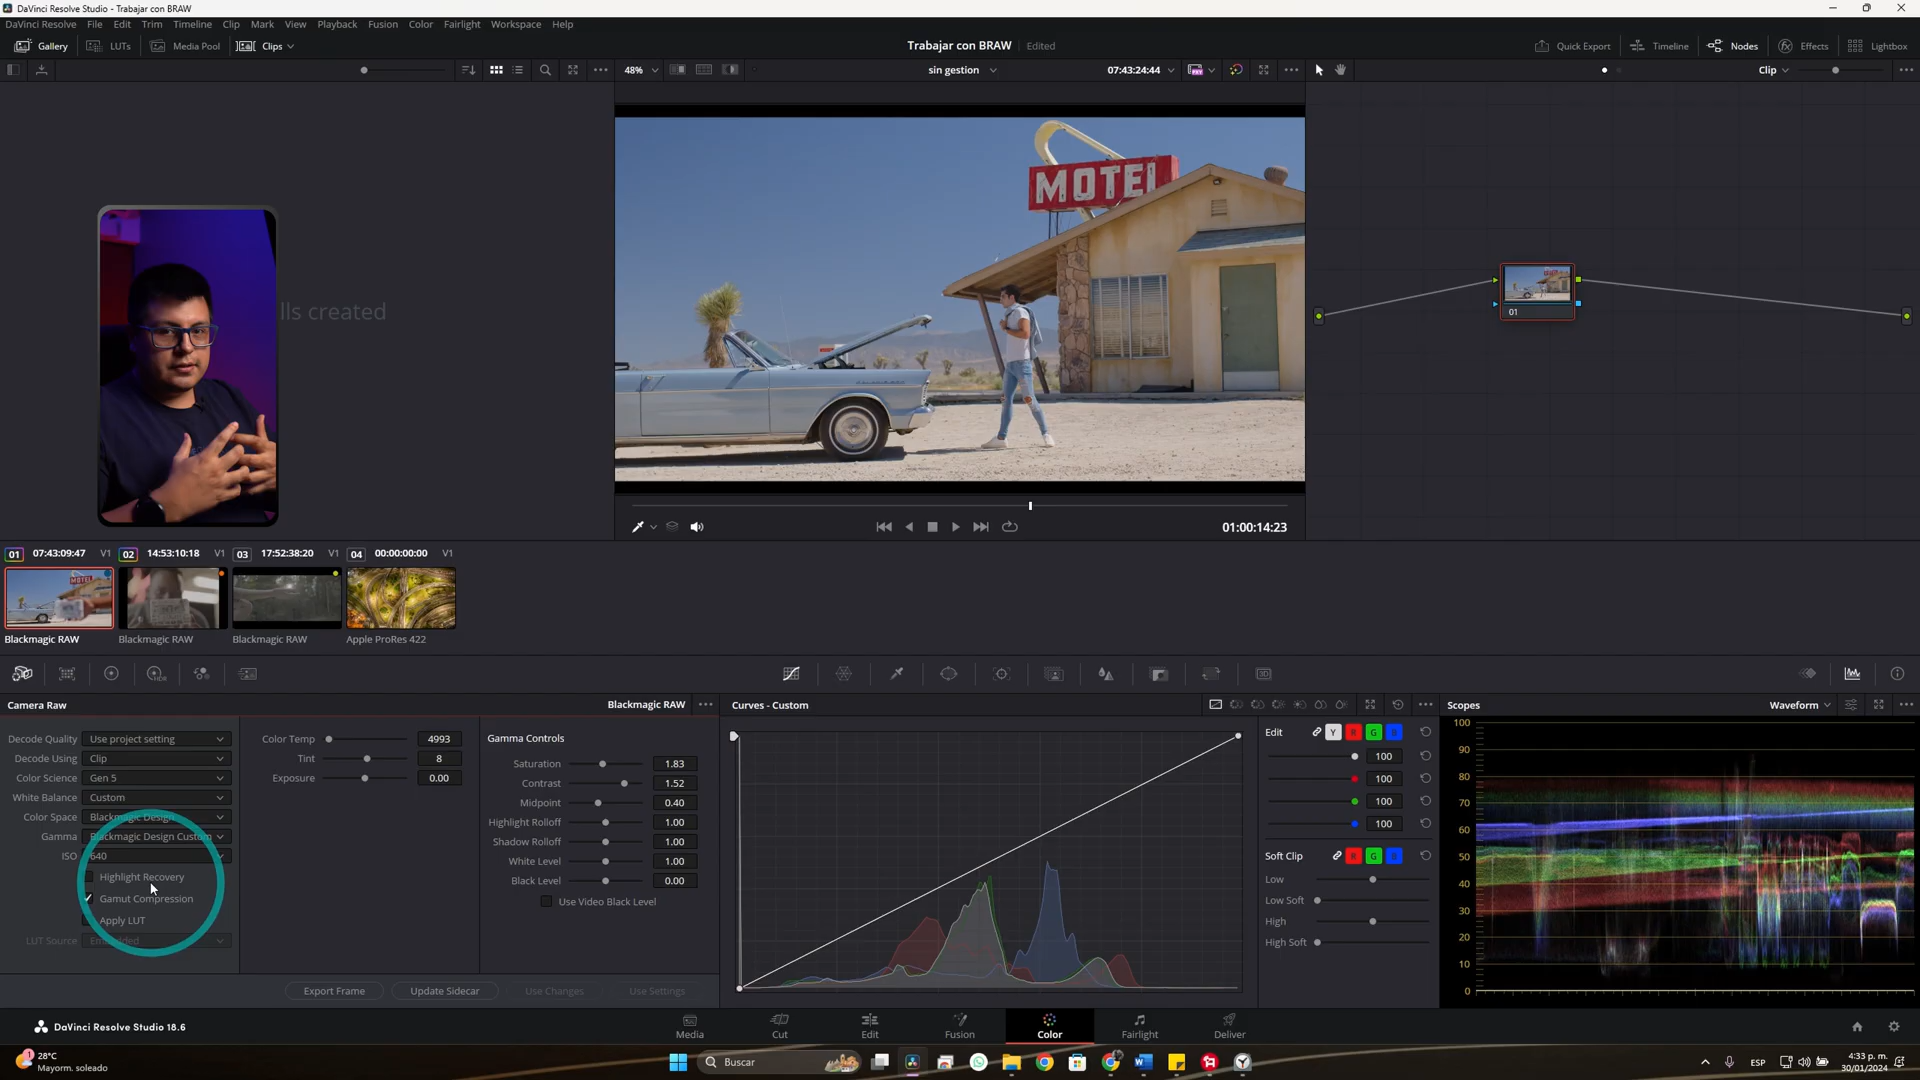 DaVinci Resolve Studio - Trabajar con BRAW
DaVinci Resolve File Edit Trim Timeline Clip Mark View Playback Fusion Color Fairlight Workspace Help
Gallery LUTs Media Pool Clips Trabajar con BRAW Edited Quick Export Timeline Nodes Effects Lightbox
48% sin gestion 07:43:24:44 Clip
MOTEL
lls created
01
01:00:14:23
01 07:43:09:47 V1 02 14:53:10:18 V1 03 17:52:38:20 V1 04 00:00:00:00 V1
Blackmagic RAW Blackmagic RAW Blackmagic RAW Apple ProRes 422
Camera Raw Blackmagic RAW
Decode Quality Use project setting
Decode Using Clip
Color Science Gen 5
White Balance Custom
Color Space Blackmagic Design
Gamma Blackmagic Design Custom
ISO 640
Highlight Recovery
Gamut Compression
Apply LUT
LUT Source Embedded
Color Temp 4993
Tint 8
Exposure 0.00
Gamma Controls
Saturation 1.83
Contrast 1.52
Midpoint 0.40
Highlight Rolloff 1.00
Shadow Rolloff 1.00
White Level 1.00
Black Level 0.00
Use Video Black Level
Export Frame Update Sidecar Use Changes Use Settings
Curves - Custom
Edit Y R G B
100
100
100
100
Soft Clip R G B
Low
Low Soft
High
High Soft
Scopes Waveform
100
90
80
70
60
50
40
30
20
10
0
DaVinci Resolve Studio 18.6
Media Cut Edit Fusion Color Fairlight Deliver
1
28°C
Mayorm. soleado
Buscar
ESP
4:33 p. m.
30/01/2024